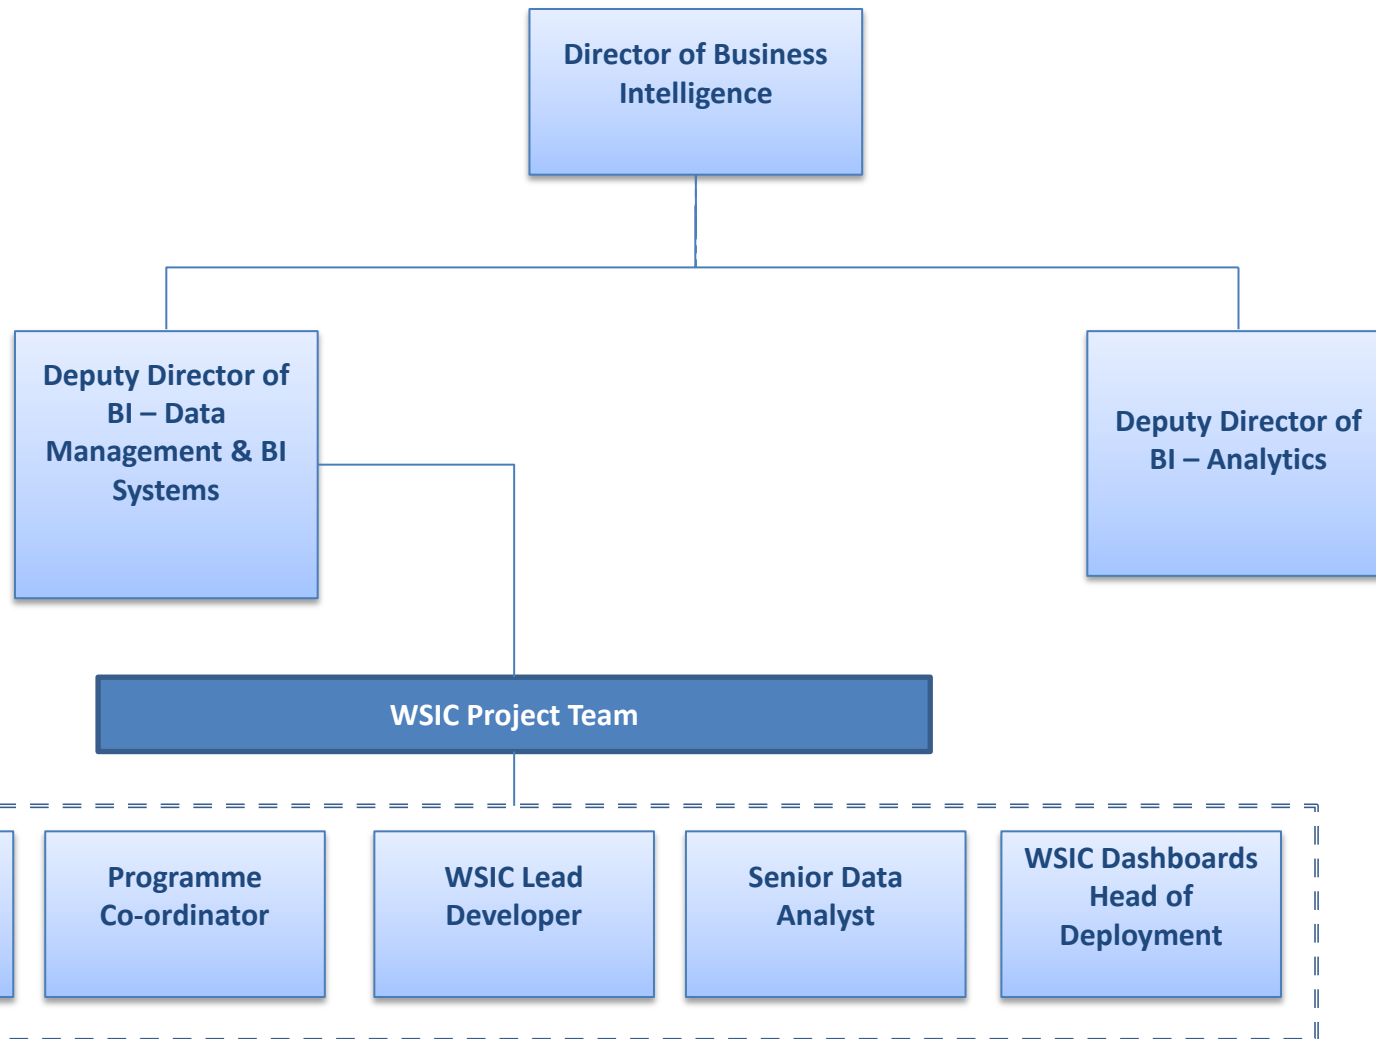 Director of Business
Intelligence
Deputy Director of
BI – Data
Management & BI
Systems
Deputy Director of
BI – Analytics
WSIC Project Team
Programme
Co-ordinator
WSIC Lead
Developer
Senior Data
Analyst
WSIC Dashboards
Head of
Deployment